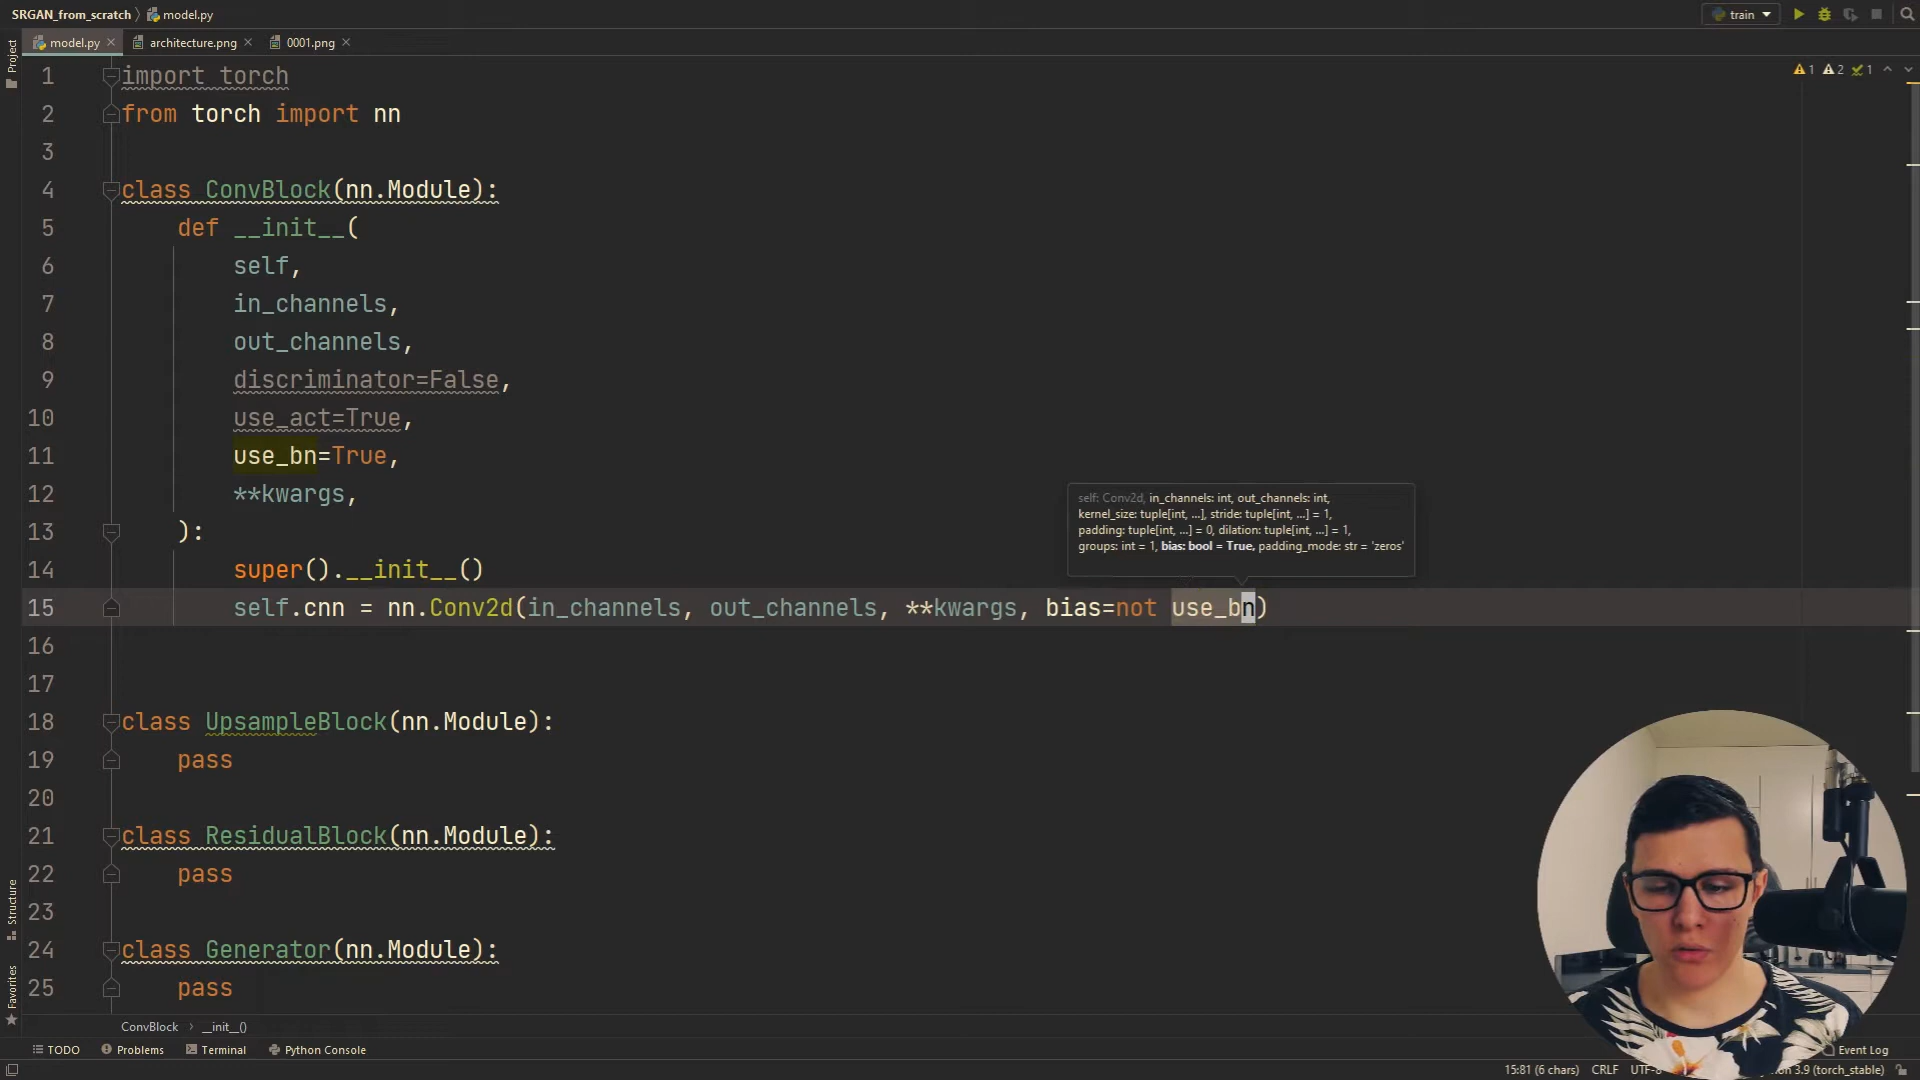 SRGAN_from_scratch model.py train
model.py architecture.png 0001.png
Project
1 import torch
1 2 1
2 from torch import nn
3
4 class ConvBlock(nn.Module):
5 def __init__(
6 self,
7 in_channels,
8 out_channels,
9 discriminator=False,
10 use_act=True,
11 use_bn=True,
12 **kwargs,
self: Conv2d, in_channels: int, out_channels: int,
kernel_size: tuple[int, ...], stride: tuple[int, ...] = 1,
padding: tuple[int, ...] = 0, dilation: tuple[int, ...] = 1,
groups: int = 1, bias: bool = True, padding_mode: str = 'zeros'
13 ):
14 super().__init__()
15 self.cnn = nn.Conv2d(in_channels, out_channels, **kwargs, bias=not use_bn)
16
17
18 class UpsampleBlock(nn.Module):
19 pass
20
21 class ResidualBlock(nn.Module):
22 pass
23
24 class Generator(nn.Module):
25 pass
Structure
Favorites
ConvBlock __init__()
TODO Problems Terminal Python Console Event Log
15:81 (6 chars) CRLF UTF-8 3.9 (torch_stable)